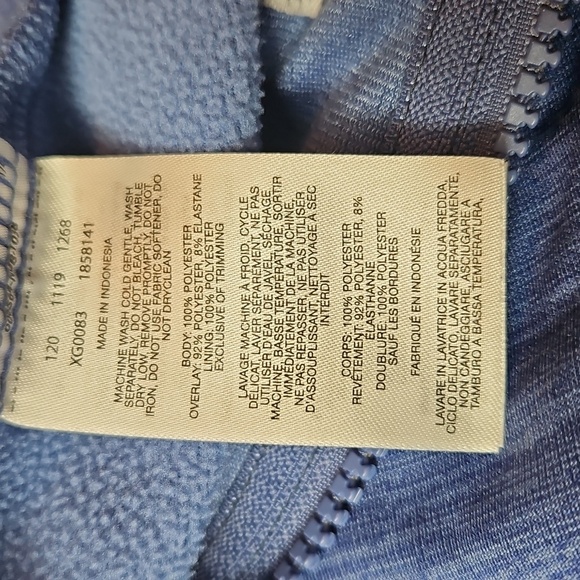 120 1119 1268
XG0083 1858141
MADE IN INDONESIA
MACHINE WASH COLD GENTLE, WASH
SEPARATELY, DO NOT BLEACH, TUMBLE
DRY LOW, REMOVE PROMPTLY, DO NOT
IRON, DO NOT USE FABRIC SOFTENER, DO
NOT DRYCLEAN
BODY: 100% POLYESTER
OVERLAY: 92% POLYESTER, 8% ELASTANE
LINING: 100% POLYESTER
EXCLUSIVE OF TRIMMING
LAVAGE MACHINE À FROID, CYCLE
DÉLICAT, LAVER SÉPARÉMENT, NE PAS
UTILISER D'EAU JAVEL, SÉCHAGE
MACHINE, BASSE TEMPÉRATURE, SORTIR
IMMÉDIATEMENT DE LA MACHINE,
NE PAS REPASSER, NE PAS UTILISER
D'ASSOUPLISSANT, NETTOYAGE À SEC
INTERDIT
CORPS: 100% POLYESTER
REVÊTEMENT: 92% POLYESTER, 8%
ÉLASTHANNE
DOUBLURE: 100% POLYESTER
SAUF LES BORDURES
FABRIQUÉ EN INDONÉSIE
LAVARE IN LAVATRICE IN ACQUA FREDDA,
CICLO DELICATO, LAVARE SEPARATAMENTE,
NON CANDEGGIARE, ASCIUGARE A
TAMBURO A BASSA TEMPERATURA,